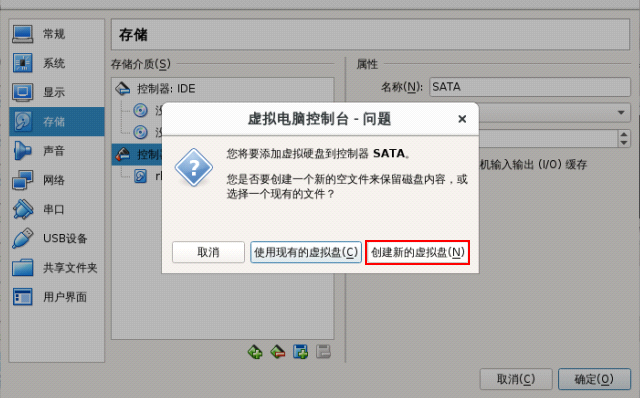 常规
系统
显示
存储
声音
网络
串口
USB设备
共享文件夹
用户界面
存储
存储介质(S)
控制器: IDE
属性
名称(N):
SATA
机输入输出 (I/O) 缓存
虚拟电脑控制台 - 问题
您将要添加虚拟硬盘到控制器 SATA。
您是否要创建一个新的空文件来保留磁盘内容，或
选择一个现有的文件？
取消
使用现有的虚拟盘(C)
创建新的虚拟盘(N)
取消(C)
确定(O)